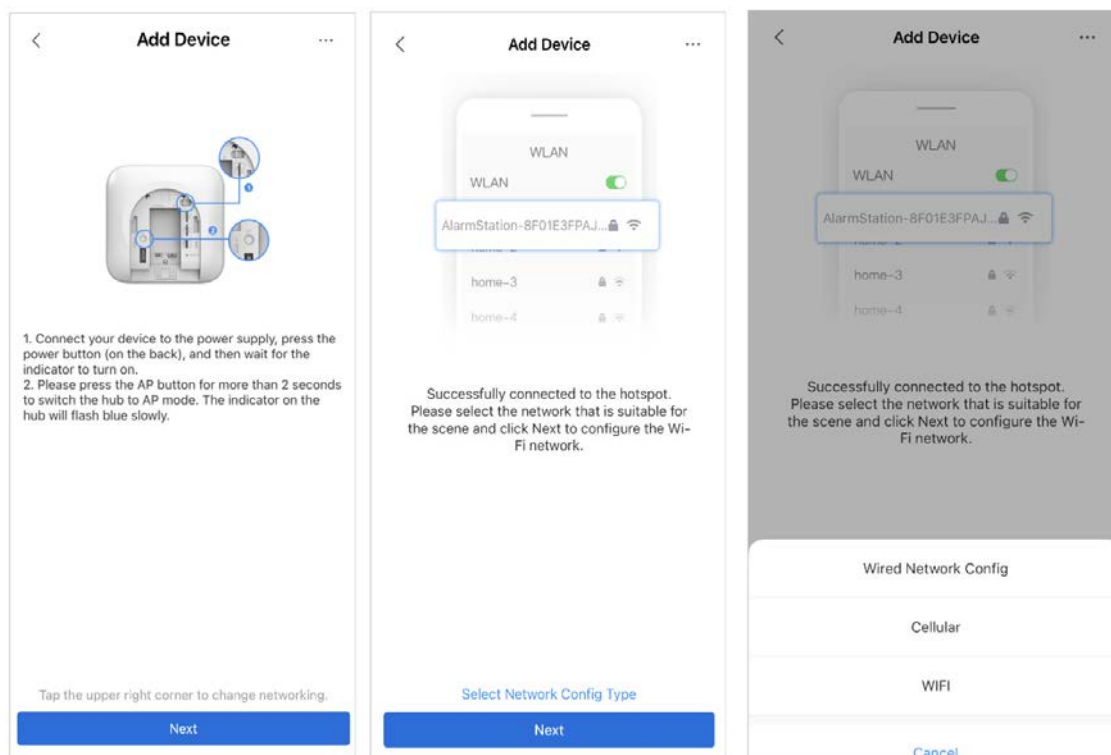 Add Device
...
1
2
1. Connect your device to the power supply, press the
power button (on the back), and then wait for the
indicator to turn on.
2. Please press the AP button for more than 2 seconds
to switch the hub to AP mode. The indicator on the
hub will flash blue slowly.
Tap the upper right corner to change networking.
Next
Add Device
...
WLAN
WLAN
AlarmStation-8F01E3FPAJ...
home-3
home-4
Successfully connected to the hotspot.
Please select the network that is suitable for
the scene and click Next to configure the Wi-
Fi network.
Select Network Config Type
Next
Add Device
...
WLAN
WLAN
AlarmStation-8F01E3FPAJ...
home-3
home-4
Successfully connected to the hotspot.
Please select the network that is suitable for
the scene and click Next to configure the Wi-
Fi network.
Wired Network Config
Cellular
WIFI
Cancel